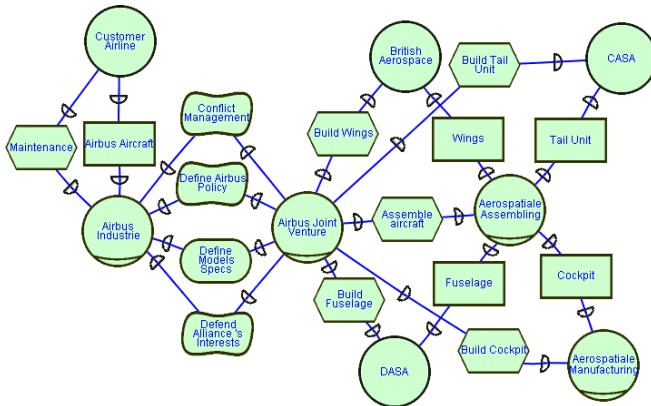 Customer
Airline
British
Aerospace
Build Tail
Unit
CASA
Conflict
Management
Maintenance
Airbus Aircraft
Build Wings
Wings
Tail Unit
Define Airbus
Policy
Airbus
Industrie
Airbus Joint
Venture
Assemble
aircraft
Aerospatiale
Assembling
Define
Models
Specs
Build
Fuselage
Fuselage
Cockpit
Defend
Alliance 's
Interests
DASA
Build Cockpit
Aerospatiale
Manufacturing